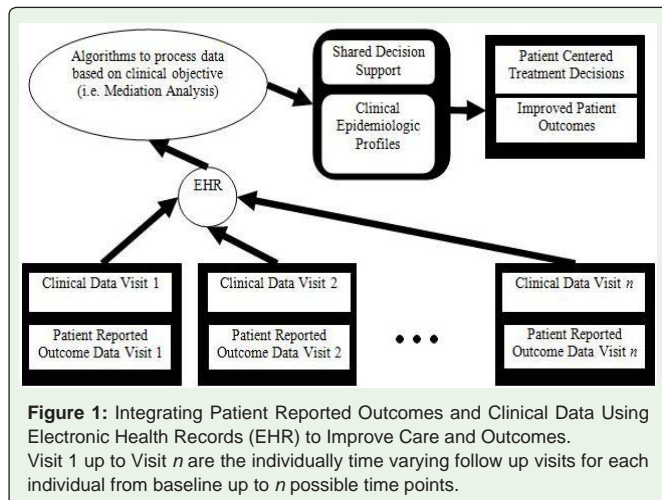 Algorithms to process data
based on clinical objective
(i.e. Mediation Analysis)
Shared Decision
Support
Clinical
Epidemiologic
Profiles
Patient Centered
Treatment Decisions
Improved Patient
Outcomes
EHR
Clinical Data Visit 1
Patient Reported
Outcome Data Visit 1
Clinical Data Visit 2
Patient Reported
Outcome Data Visit 2
Clinical Data Visit n
Patient Reported
Outcome Data Visit n
Figure 1: Integrating Patient Reported Outcomes and Clinical Data Using
Electronic Health Records (EHR) to Improve Care and Outcomes.
Visit 1 up to Visit n are the individually time varying follow up visits for each
individual from baseline up to n possible time points.